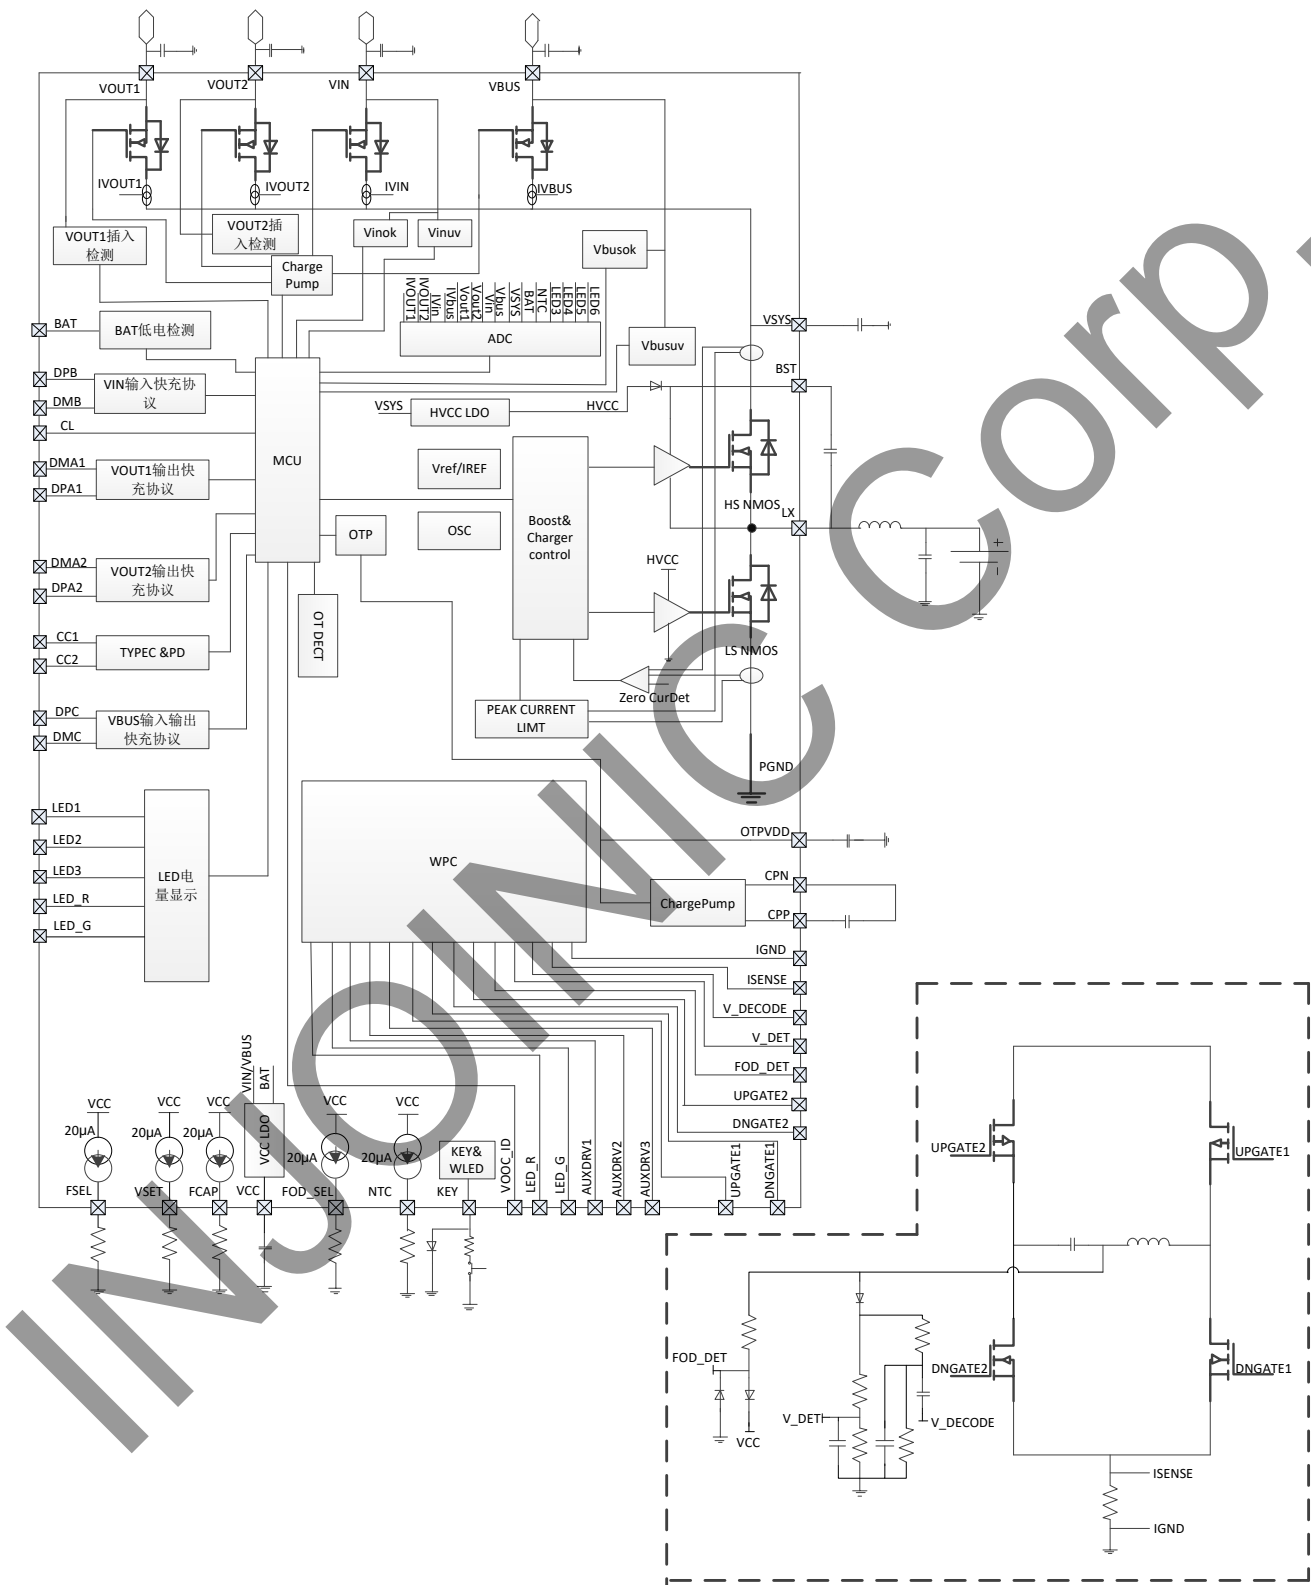 VOUT1
VOUT2
VIN
VBUS
IVOUT1
IVOUT2
IVIN
IVBUS
VOUT1插入
检测
VOUT2插
入检测
Vinok
Vinuv
Vbusok
Charge
Pump
IVOUT1
IVOUT2
IVin
IVbus
Vout1
Vout2
Vin
Vbus
VSYS
BAT
NTC
LED3
LED4
LED5
LED6
ADC
Vbusuv
VSYS
BST
BAT
BAT低电检测
DPB
DMB
VIN输入快充协
议
CL
DMA1
DPA1
VOUT1输出快
充协议
DMA2
DPA2
VOUT2输出快
充协议
CC1
CC2
TYPEC &PD
DPC
DMC
VBUS输入输出
快充协议
MCU
VSYS
HVCC LDO
HVCC
Vref/IREF
OSC
OTP
OT DECT
Boost&
Charger
control
HS NMOS
LX
HVCC
LS NMOS
Zero CurDet
PEAK CURRENT
LIMT
PGND
+
-
LED1
LED2
LED3
LED_R
LED_G
LED电
量显示
WPC
OTPVDD
ChargePump
CPN
CPP
IGND
ISENSE
V_DECODE
V_DET
FOD_DET
UPGATE2
DNGATE2
VCC
20μA
FSEL
VCC
20μA
VSET
VCC
20μA
FCAP
VIN/VBUS
BAT
VCC LDO
VCC
VCC
20μA
FOD_SEL
VCC
20μA
NTC
KEY&
WLED
KEY
VOOC_ID
LED_R
LED_G
AUXDRV1
AUXDRV2
AUXDRV3
UPGATE1
DNGATE1
UPGATE2
UPGATE1
DNGATE2
DNGATE1
FOD_DET
VCC
V_DET
V_DECODE
ISENSE
IGND
INJOINIC Corp.